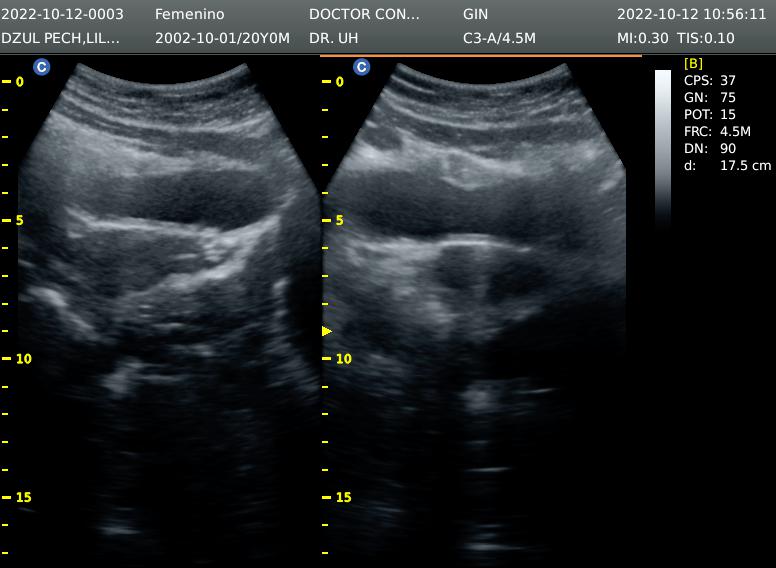 2022-10-12-0003 Femenino DOCTOR CON... GIN 2022-10-12 10:56:11
DZUL PECH,LIL... 2002-10-01/20Y0M DR. UH C3-A/4.5M MI:0.30 TIS:0.10
C C [B]
0 0 CPS: 37
GN: 75
POT: 15
FRC: 4.5M
DN: 90
d: 17.5 cm
5 5
10 10
15 15